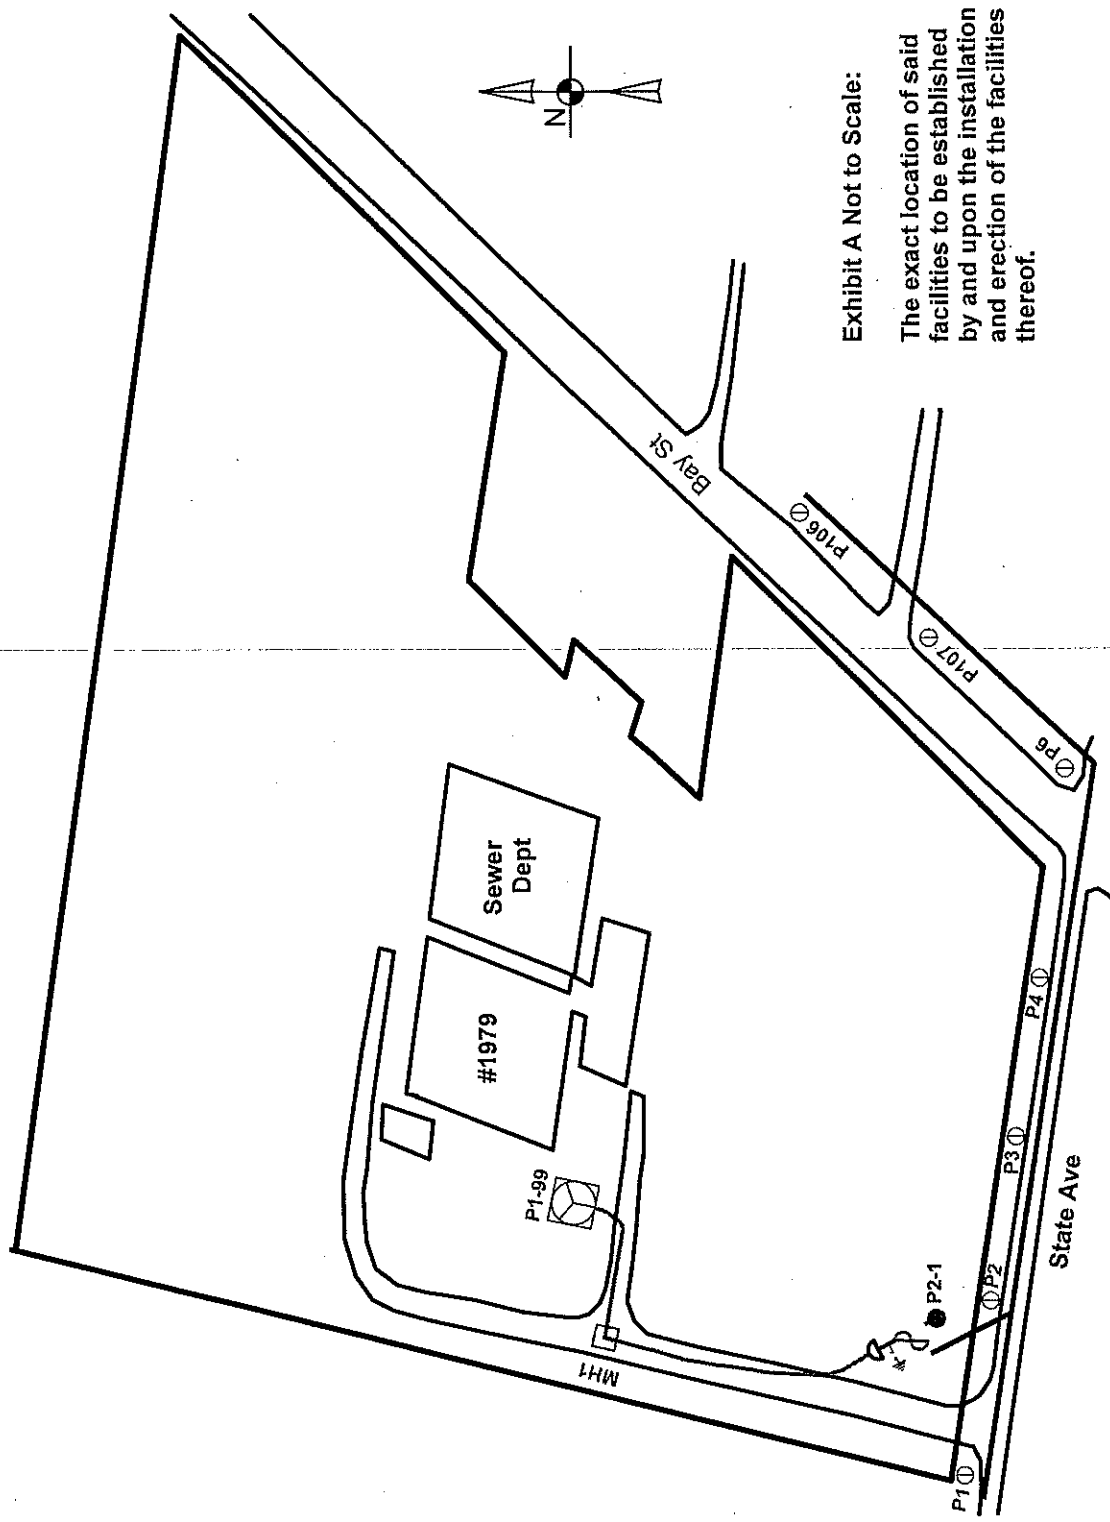 N
Exhibit A Not to Scale:
The exact location of said
facilities to be established
by and upon the installation
and erection of the facilities
thereof.
Bay St
P106
P107
P6
Sewer
Dept
#1979
P1-99
MH1
P2-1
P1
P2
P3
P4
State Ave